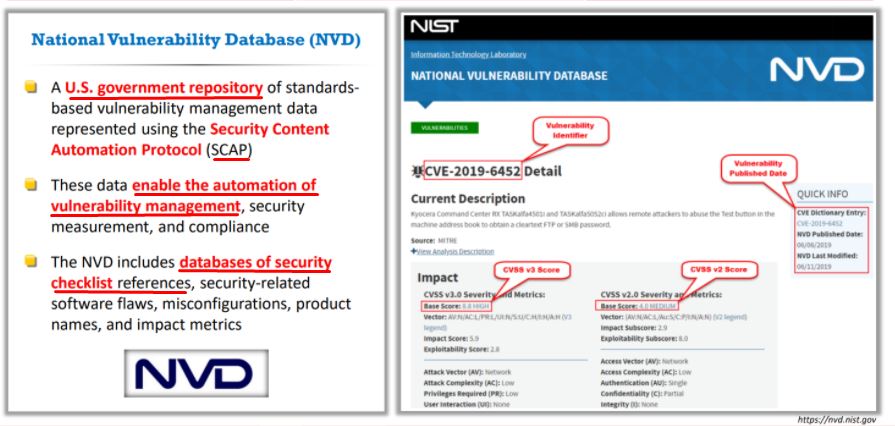 National Vulnerability Database (NVD)
A U.S. government repository of standards-
based vulnerability management data
represented using the Security Content
Automation Protocol (SCAP)
These data enable the automation of
vulnerability management, security
measurement, and compliance
The NVD includes databases of security
checklist references, security-related
software flaws, misconfigurations, product
names, and impact metrics
NVD
NIST
Information Technology Laboratory
NATIONAL VULNERABILITY DATABASE
NVD
VULNERABILITIES
Vulnerability
Identifier
CVE-2019-6452 Detail
Vulnerability
Published Date
Current Description
Kyocera Command Center RX TASKalfa4501i and TASKalfa5052ci allows remote attackers to abuse the Test button in the
machine address book to obtain a cleartext FTP or SMB password.
Source: MITRE
+View Analysis Description
QUICK INFO
CVE Dictionary Entry:
CVE-2019-6452
NVD Published Date:
06/06/2019
NVD Last Modified:
06/11/2019
Impact
CVSS v3 Score
CVSS v2 Score
CVSS v3.0 Severity and Metrics:
Base Score: 8.8 HIGH
Vector: AV:N/AC:L/PR:L/UI:N/S:U/C:H/I:H/A:H (V3
legend)
Impact Score: 5.9
Exploitability Score: 2.8
Attack Vector (AV): Network
Attack Complexity (AC): Low
Privileges Required (PR): Low
User Interaction (UI): None
CVSS v2.0 Severity and Metrics:
Base Score: 4.0 MEDIUM
Vector: (AV:N/AC:L/Au:S/C:P/I:N/A:N) (V2 legend)
Impact Subscore: 2.9
Exploitability Subscore: 8.0
Access Vector (AV): Network
Access Complexity (AC): Low
Authentication (AU): Single
Confidentiality (C): Partial
Integrity (I): None
https://nvd.nist.gov